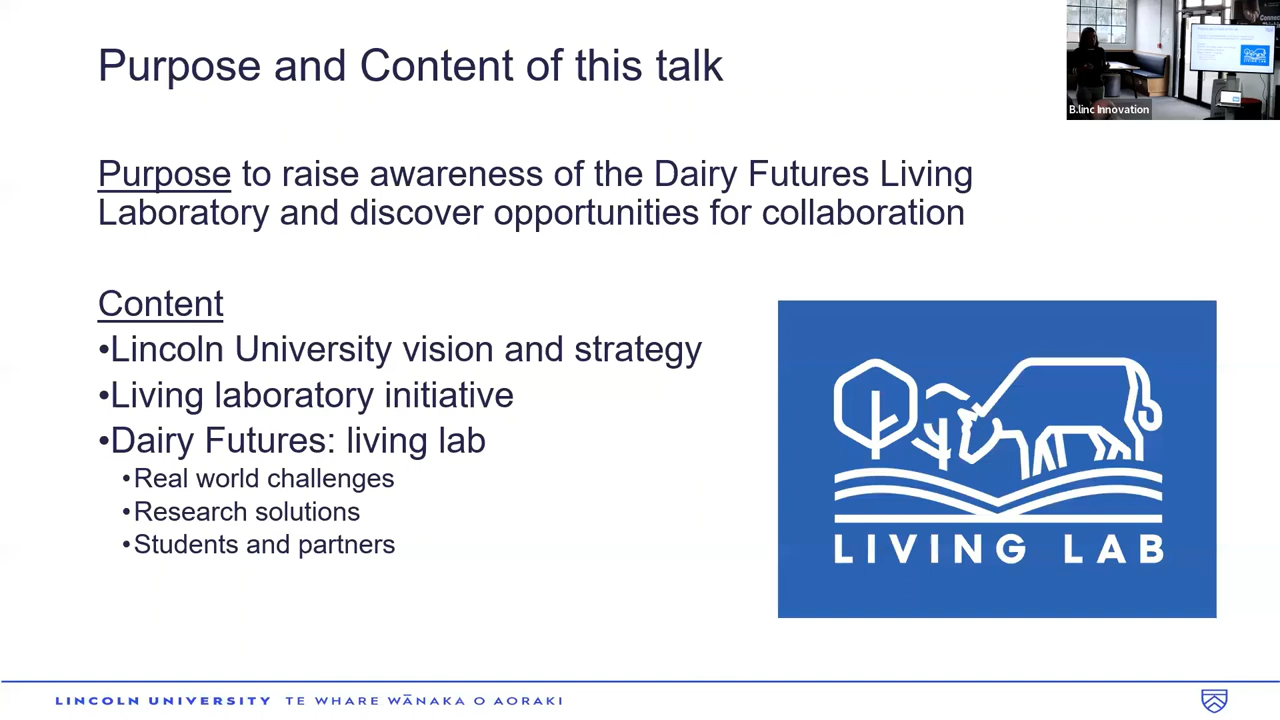 Purpose and Content of this talk
B.linc Innovation
Purpose to raise awareness of the Dairy Futures Living
Laboratory and discover opportunities for collaboration
Content
•Lincoln University vision and strategy
•Living laboratory initiative
•Dairy Futures: living lab
•Real world challenges
•Research solutions
•Students and partners
LIVING LAB
LINCOLN UNIVERSITY TE WHARE WĀNAKA O AORAKI